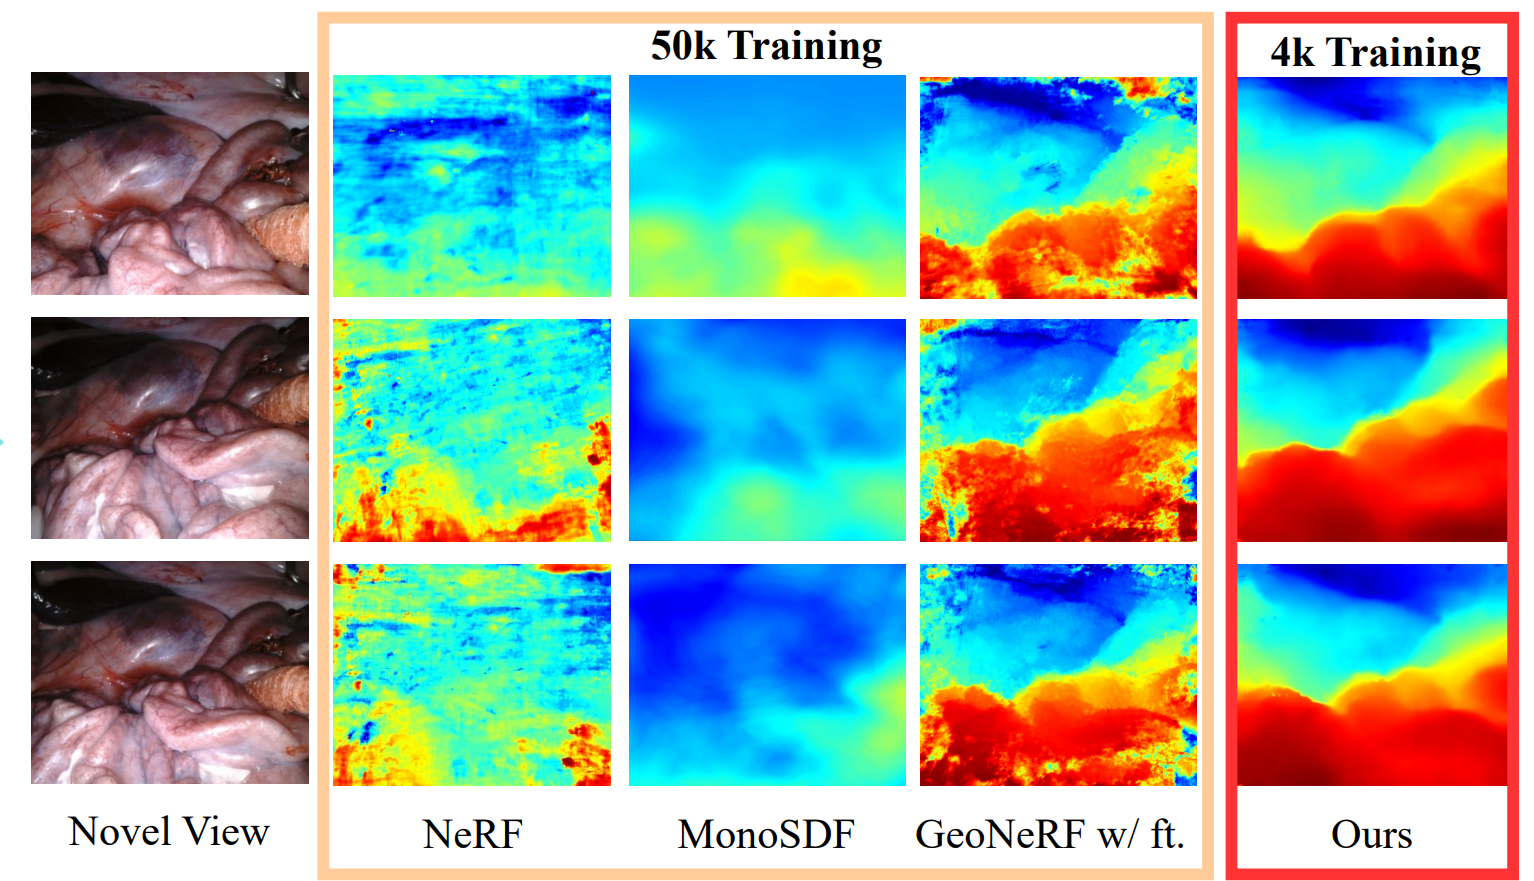 50k Training
4k Training
Novel View
NeRF
MonoSDF
GeoNeRF w/ ft.
Ours